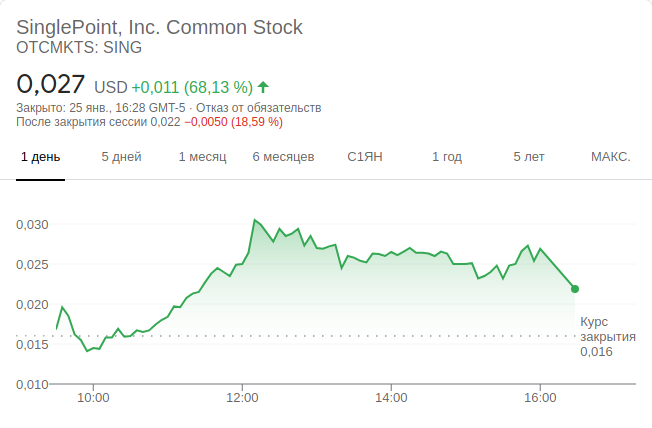 SinglePoint, Inc. Common Stock
OTCMKTS: SING
0,027 USD +0,011 (68,13 %)
Закрыто: 25 янв., 16:28 GMT-5 · Отказ от обязательств
После закрытия сессии 0,022 −0,0050 (18,59 %)
1 день 5 дней 1 месяц 6 месяцев С1ЯН 1 год 5 лет МАКС.
0,030
0,025
0,020
0,015
0,010
Курс
закрытия
0,016
10:00 12:00 14:00 16:00